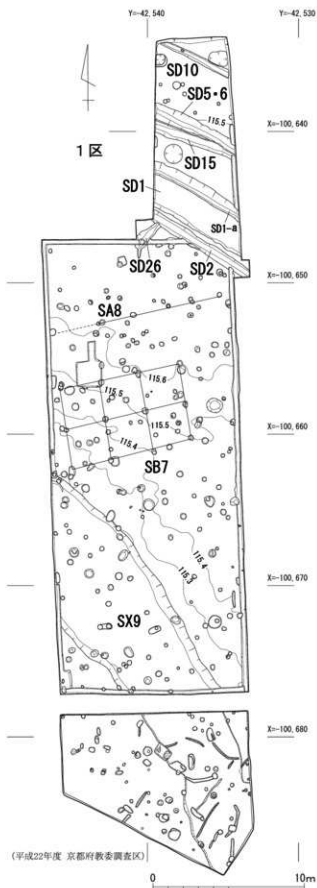 Y=-42,540
Y=-42,530
SD10
SD5・6
115.5
X=-100,640
1区
SD15
SD1
SD1-a
SD26
SD2
X=-100,650
SA8
115.6
115.5
115.5
115.4
X=-100,660
SB7
115.4
115.3
X=-100,670
SX9
X=-100,680
(平成22年度 京都府教委調査区)
0
10m